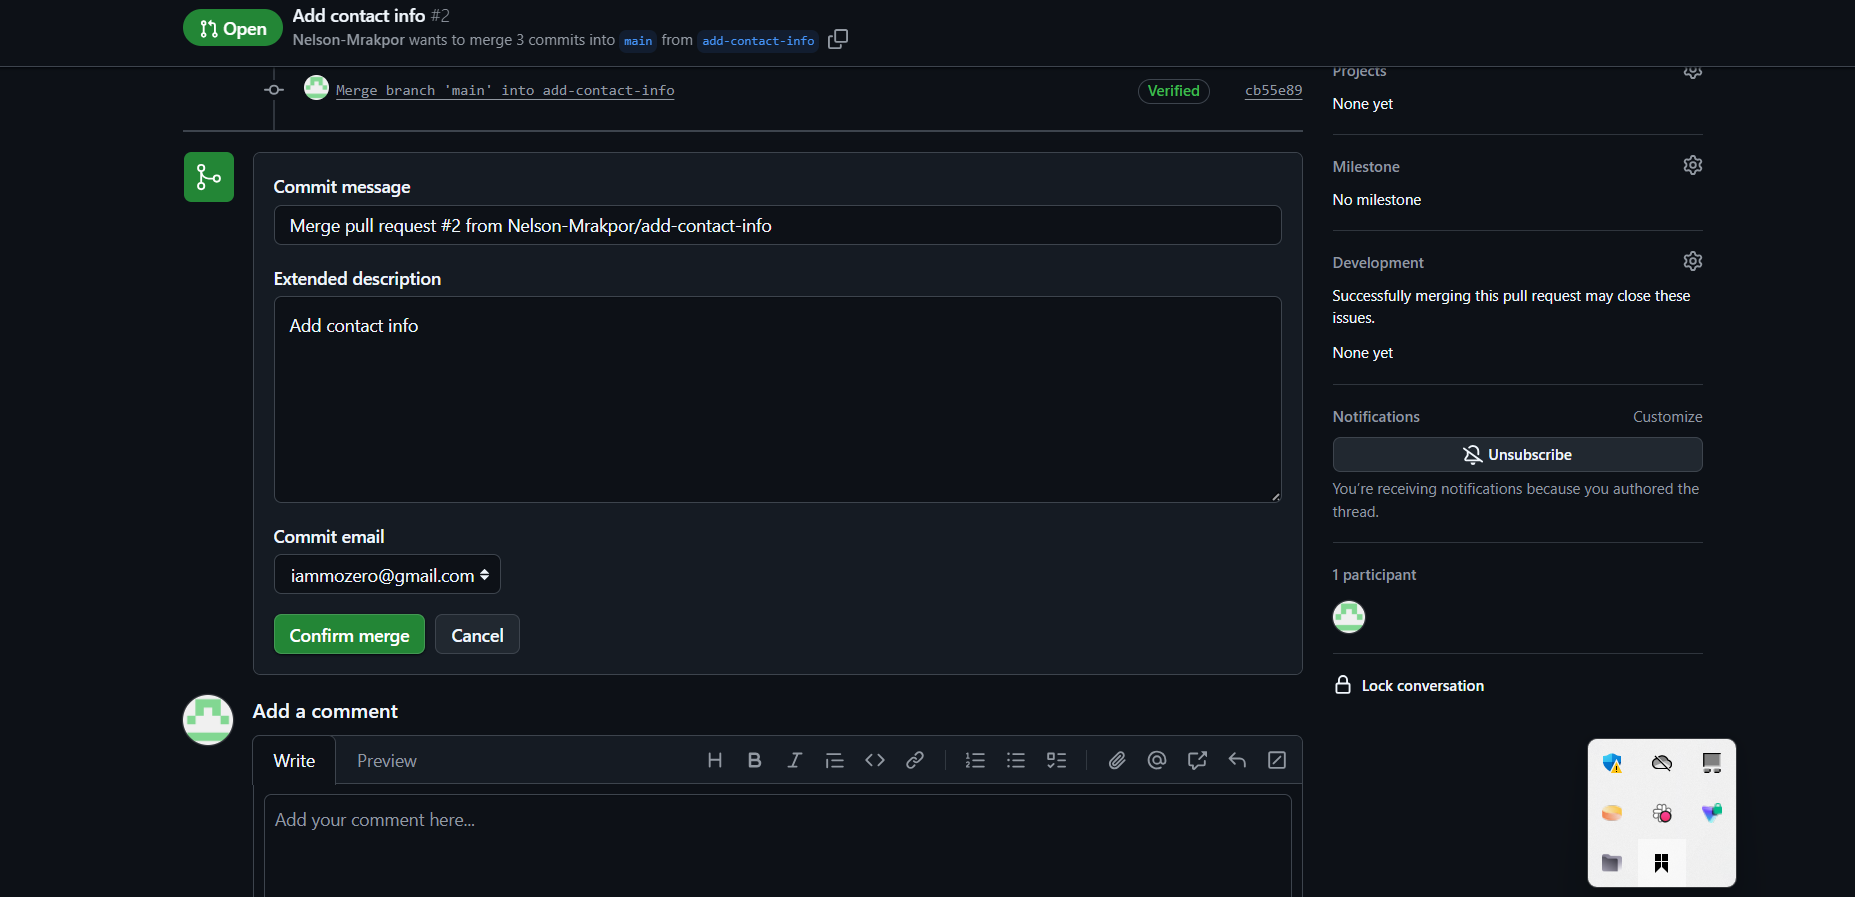 Open
Add contact info #2
Nelson-Mrakpor wants to merge 3 commits into main from add-contact-info
Merge branch 'main' into add-contact-info
Verified
cb55e89
Commit message
Merge pull request #2 from Nelson-Mrakpor/add-contact-info
Extended description
Add contact info
Commit email
iammozero@gmail.com
Confirm merge
Cancel
Add a comment
Write
Preview
Add your comment here...
Projects
None yet
Milestone
No milestone
Development
Successfully merging this pull request may close these
issues.
None yet
Notifications
Customize
Unsubscribe
You're receiving notifications because you authored the
thread.
1 participant
Lock conversation